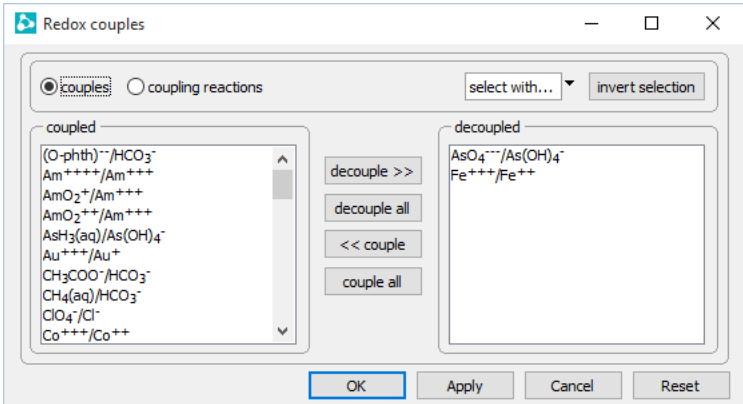 Redox couples
couples coupling reactions select with... invert selection
coupled
(O-phth)⁻⁻/HCO₃⁻
Am⁺⁺⁺⁺/Am⁺⁺⁺
AmO₂⁺/Am⁺⁺⁺
AmO₂⁺⁺/Am⁺⁺⁺
AsH₃(aq)/As(OH)₄⁻
Au⁺⁺⁺/Au⁺
CH₃COO⁻/HCO₃⁻
CH₄(aq)/HCO₃⁻
ClO₄⁻/Cl⁻
Co⁺⁺⁺/Co⁺⁺
decouple >>
decouple all
<< couple
couple all
decoupled
AsO₄⁻⁻⁻/As(OH)₄⁻
Fe⁺⁺⁺/Fe⁺⁺
OK Apply Cancel Reset